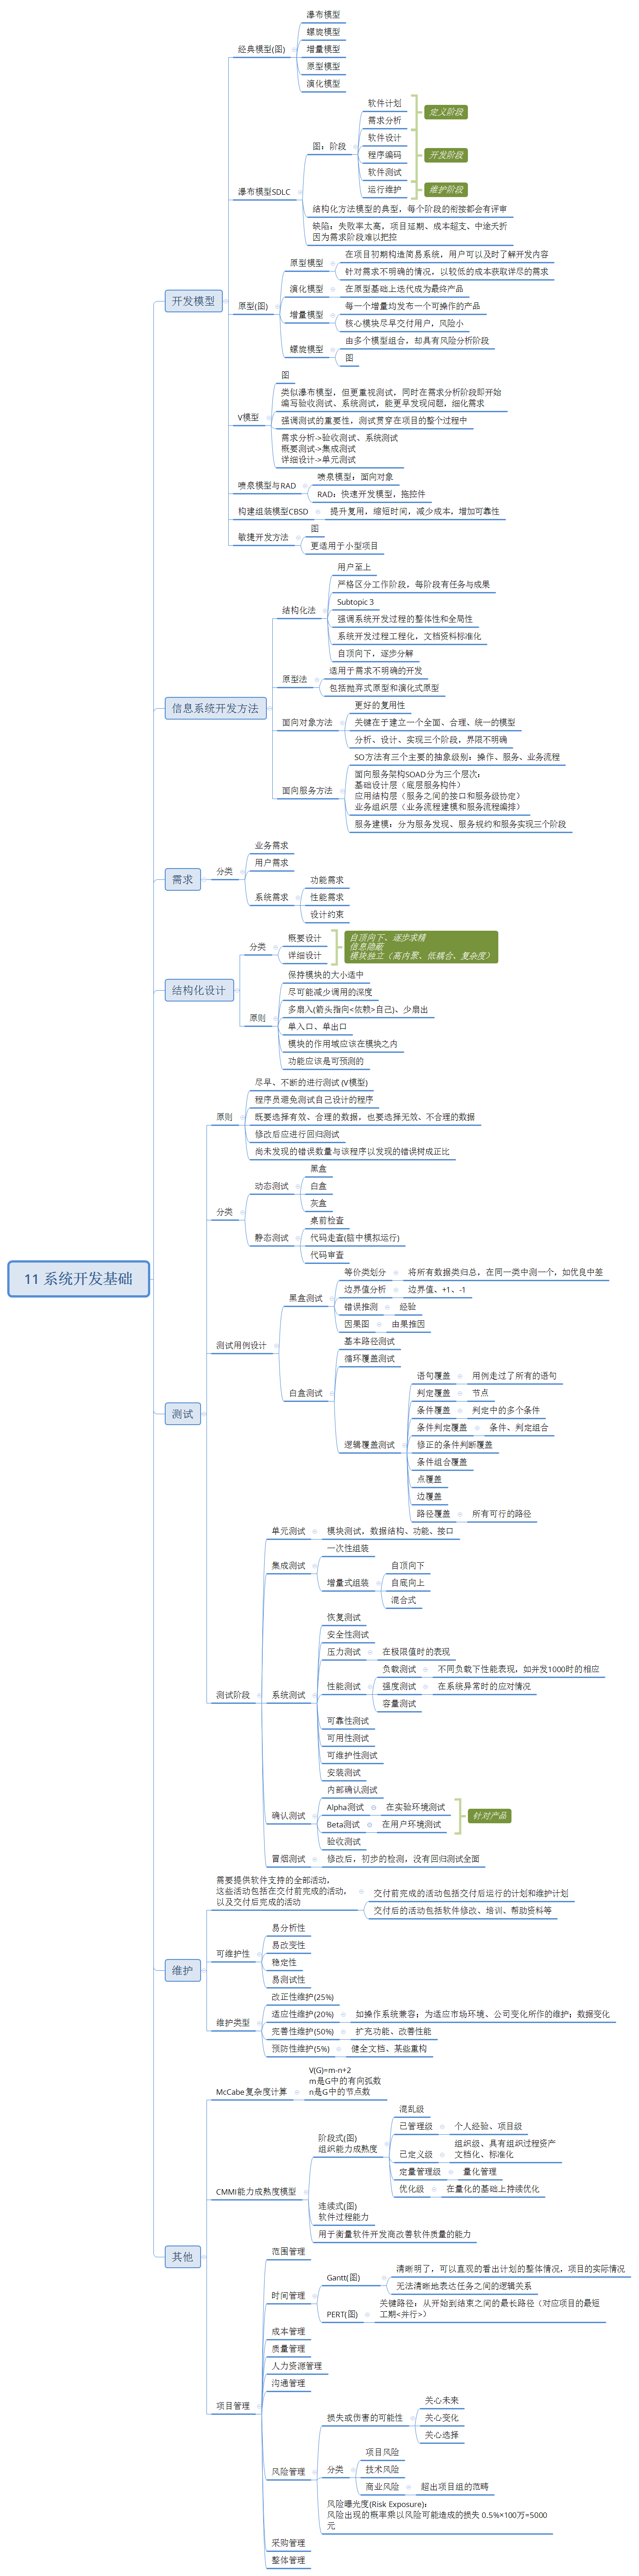 11 系统开发基础
开发模型
经典模型(图)
瀑布模型
螺旋模型
增量模型
原型模型
演化模型
瀑布模型SDLC
图：阶段
软件计划
需求分析
定义阶段
软件设计
程序编码
软件测试
开发阶段
运行维护
维护阶段
结构化方法模型的典型，每个阶段的衔接都会有评审
缺陷：失败率太高，项目延期、成本超支、中途夭折
因为需求阶段难以把控
原型(图)
原型模型
在项目初期构造简易系统，用户可以及时了解开发内容
针对需求不明确的情况，以较低的成本获取详尽的需求
演化模型
在原型基础上迭代成为最终产品
增量模型
每一个增量均发布一个可操作的产品
核心模块尽早交付用户，风险小
螺旋模型
由多个模型组合，却具有风险分析阶段
图
V模型
图
类似瀑布模型，但更重视测试，同时在需求分析阶段即开始
编写验收测试、系统测试，能更早发现问题，细化需求
强调测试的重要性，测试贯穿在项目的整个过程中
需求分析->验收测试、系统测试
概要测试->集成测试
详细设计->单元测试
喷泉模型与RAD
喷泉模型：面向对象
RAD：快速开发模型，拖控件
构建组装模型CBSD
提升复用，缩短时间，减少成本，增加可靠性
敏捷开发方法
图
更适用于小型项目
信息系统开发方法
结构化法
用户至上
严格区分工作阶段，每阶段有任务与成果
Subtopic 3
强调系统开发过程的整体性和全局性
系统开发过程工程化，文档资料标准化
自顶向下，逐步分解
原型法
适用于需求不明确的开发
包括抛弃式原型和演化式原型
面向对象方法
更好的复用性
关键在于建立一个全面、合理、统一的模型
分析、设计、实现三个阶段，界限不明确
面向服务方法
SO方法有三个主要的抽象级别：操作、服务、业务流程
面向服务架构SOAD分为三个层次：
基础设计层（底层服务构件）
应用结构层（服务之间的接口和服务级协定）
业务组织层（业务流程建模和服务流程编排）
服务建模：分为服务发现、服务规约和服务实现三个阶段
需求
分类
业务需求
用户需求
系统需求
功能需求
性能需求
设计约束
结构化设计
分类
概要设计
详细设计
自顶向下、逐步求精
信息隐蔽
模块独立（高内聚、低耦合、复杂度）
原则
保持模块的大小适中
尽可能减少调用的深度
多扇入(箭头指向<依赖>自己)、少扇出
单入口、单出口
模块的作用域应该在模块之内
功能应该是可预测的
测试
原则
尽早、不断的进行测试 (V模型)
程序员避免测试自己设计的程序
既要选择有效、合理的数据，也要选择无效、不合理的数据
修改后应进行回归测试
尚未发现的错误数量与该程序以发现的错误树成正比
分类
动态测试
黑盒
白盒
灰盒
静态测试
桌前检查
代码走查(脑中模拟运行)
代码审查
测试用例设计
黑盒测试
等价类划分
将所有数据类归总，在同一类中测一个，如优良中差
边界值分析
边界值、+1、-1
错误推测
经验
因果图
由果推因
白盒测试
基本路径测试
循环覆盖测试
逻辑覆盖测试
语句覆盖
用例走过了所有的语句
判定覆盖
节点
条件覆盖
判定中的多个条件
条件判定覆盖
条件、判定组合
修正的条件判断覆盖
条件组合覆盖
点覆盖
边覆盖
路径覆盖
所有可行的路径
测试阶段
单元测试
模块测试，数据结构、功能、接口
集成测试
一次性组装
增量式组装
自顶向下
自底向上
混合式
系统测试
恢复测试
安全性测试
压力测试
在极限值时的表现
性能测试
负载测试
不同负载下性能表现，如并发1000时的相应
强度测试
在系统异常时的应对情况
容量测试
可靠性测试
可用性测试
可维护性测试
安装测试
确认测试
内部确认测试
Alpha测试
在实验环境测试
Beta测试
在用户环境测试
针对产品
验收测试
冒烟测试
修改后，初步的检测，没有回归测试全面
维护
需要提供软件支持的全部活动，
这些活动包括在交付前完成的活动，
以及交付后完成的活动
交付前完成的活动包括交付后运行的计划和维护计划
交付后的活动包括软件修改、培训、帮助资料等
可维护性
易分析性
易改变性
稳定性
易测试性
维护类型
改正性维护(25%)
适应性维护(20%)
如操作系统兼容；为适应市场环境、公司变化所作的维护；数据变化
完善性维护(50%)
扩充功能、改善性能
预防性维护(5%)
健全文档、某些重构
其他
McCabe复杂度计算
V(G)=m-n+2
m是G中的有向弧数
n是G中的节点数
CMMI能力成熟度模型
阶段式(图)
组织能力成熟度
混乱级
已管理级
个人经验、项目级
已定义级
组织级、具有组织过程资产
文档化、标准化
定量管理级
量化管理
优化级
在量化的基础上持续优化
连续式(图)
软件过程能力
用于衡量软件开发商改善软件质量的能力
项目管理
范围管理
时间管理
Gantt(图)
清晰明了，可以直观的看出计划的整体情况，项目的实际情况
无法清晰地表达任务之间的逻辑关系
PERT(图)
关键路径：从开始到结束之间的最长路径（对应项目的最短
工期<并行>）
成本管理
质量管理
人力资源管理
沟通管理
风险管理
损失或伤害的可能性
关心未来
关心变化
关心选择
分类
项目风险
技术风险
商业风险
超出项目组的范畴
风险曝光度(Risk Exposure)：
风险出现的概率乘以风险可能造成的损失 0.5%×100万=5000
元
采购管理
整体管理